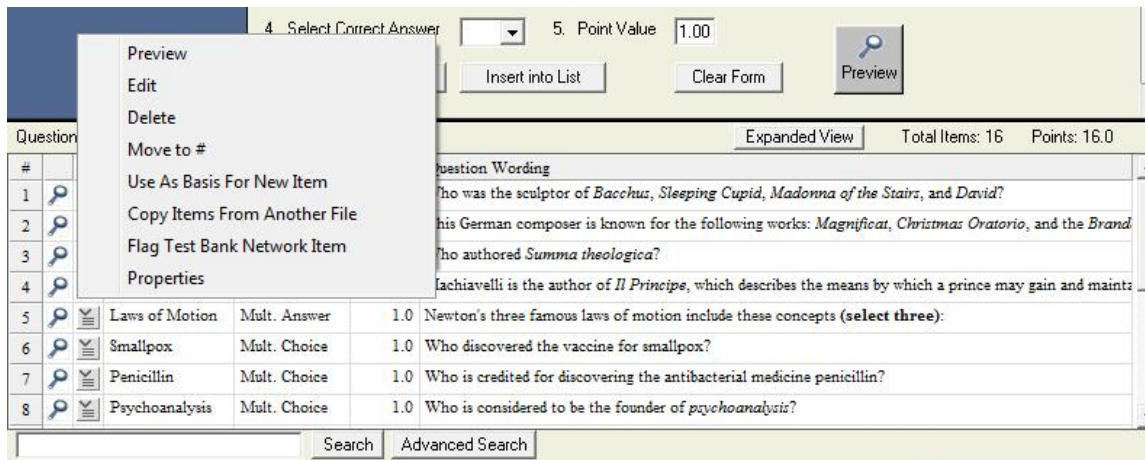 4. Select Correct Answer 5. Point Value 1.00
Insert into List Clear Form Preview
Preview
Edit
Delete
Move to #
Use As Basis For New Item
Copy Items From Another File
Flag Test Bank Network Item
Properties
Question Expanded View Total Items: 16 Points: 16.0
# Question Wording
1 Who was the sculptor of Bacchus, Sleeping Cupid, Madonna of the Stairs, and David?
2 This German composer is known for the following works: Magnificat, Christmas Oratorio, and the Brand
3 Who authored Summa theologica?
4 Machiavelli is the author of Il Principe, which describes the means by which a prince may gain and mainta
5 Laws of Motion Mult. Answer 1.0 Newton's three famous laws of motion include these concepts (select three):
6 Smallpox Mult. Choice 1.0 Who discovered the vaccine for smallpox?
7 Penicillin Mult. Choice 1.0 Who is credited for discovering the antibacterial medicine penicillin?
8 Psychoanalysis Mult. Choice 1.0 Who is considered to be the founder of psychoanalysis?
Search Advanced Search